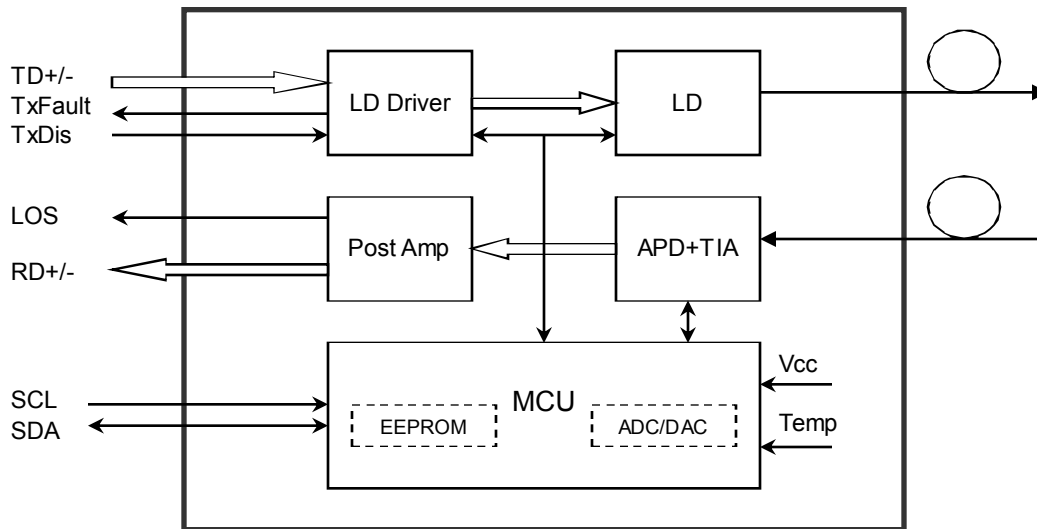 TD+/-
TxFault
TxDis
LD Driver
LD
LOS
RD+/-
Post Amp
APD+TIA
SCL
SDA
MCU
EEPROM
ADC/DAC
Vcc
Temp